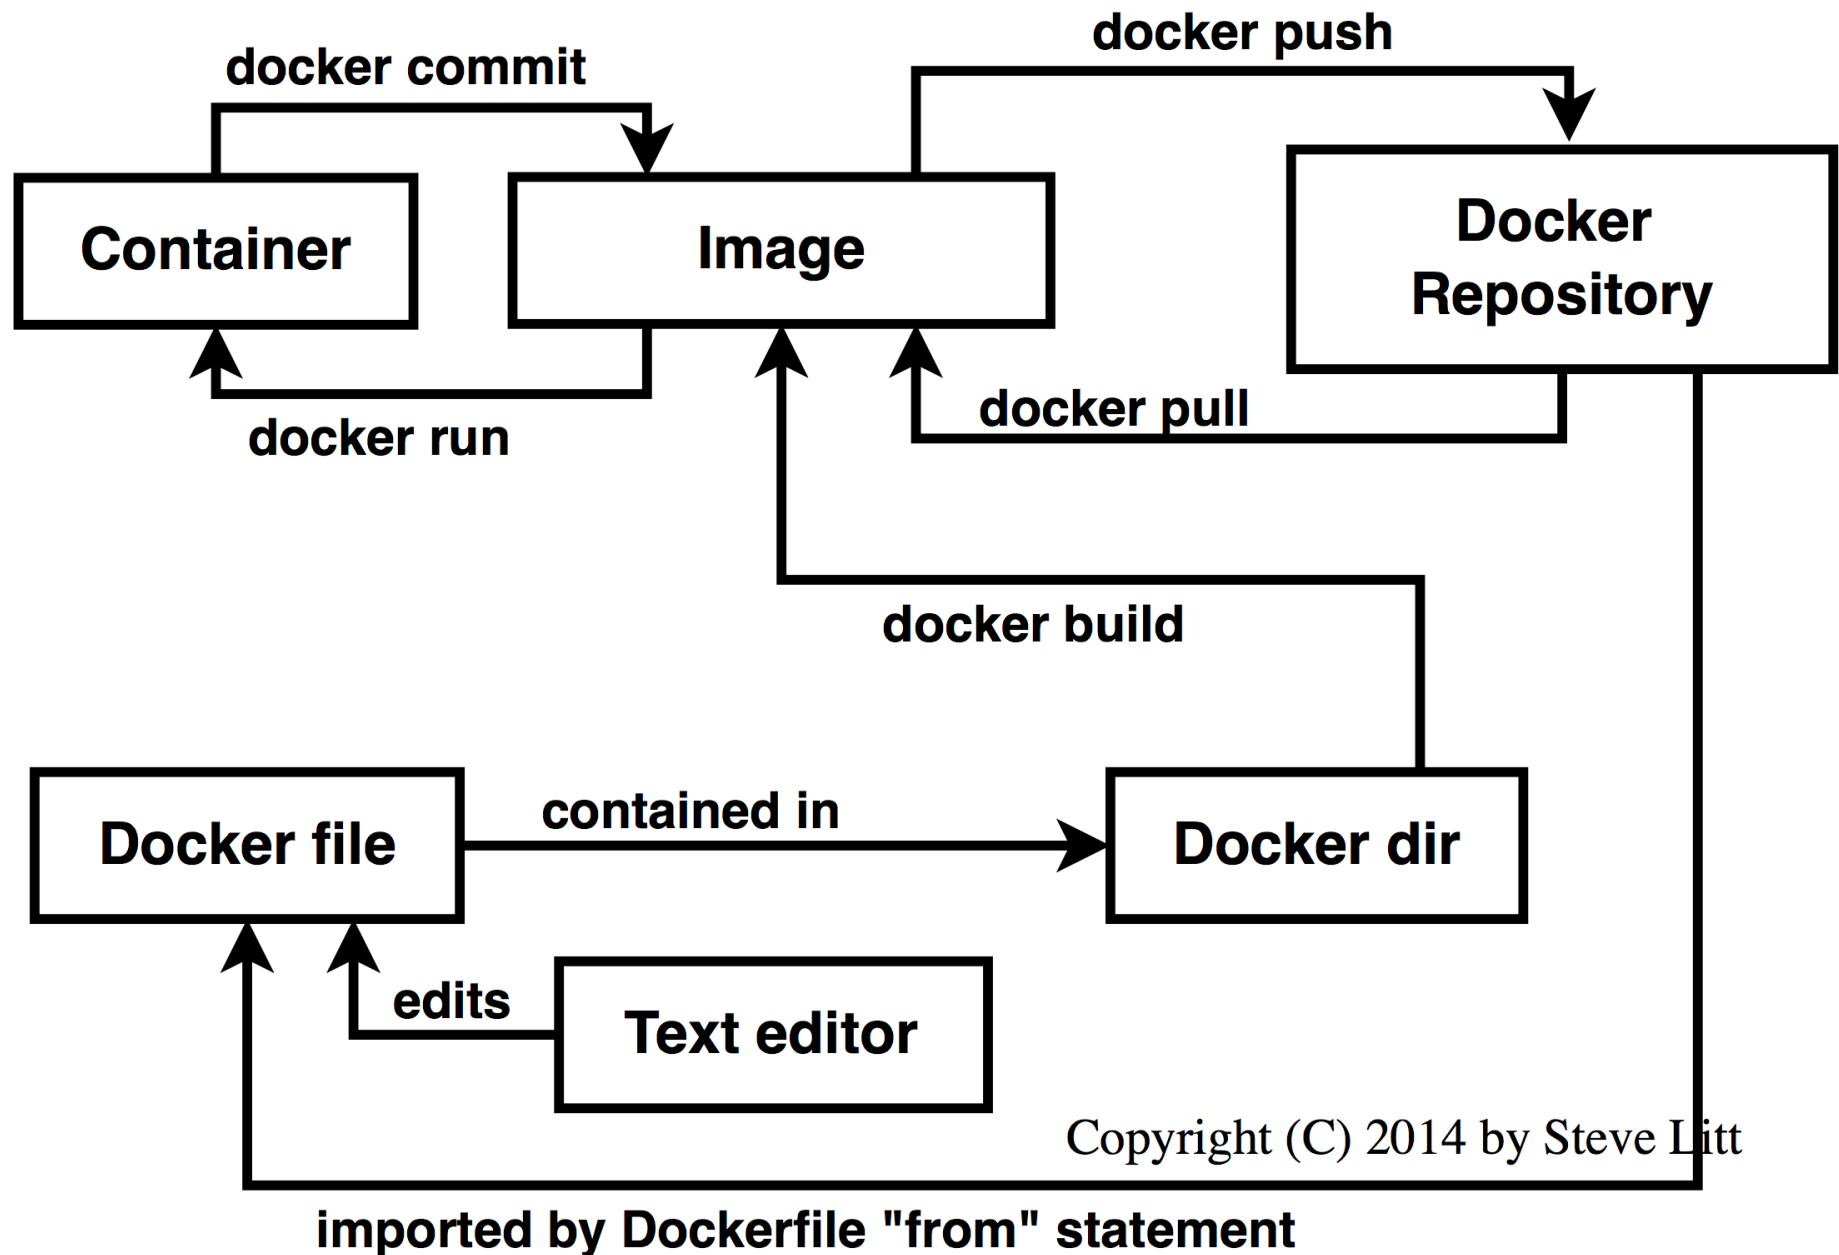 docker push
docker commit
Container
Image
Docker
Repository
docker pull
docker run
docker build
Docker file
contained in
Docker dir
edits
Text editor
Copyright (C) 2014 by Steve Litt
imported by Dockerfile "from" statement